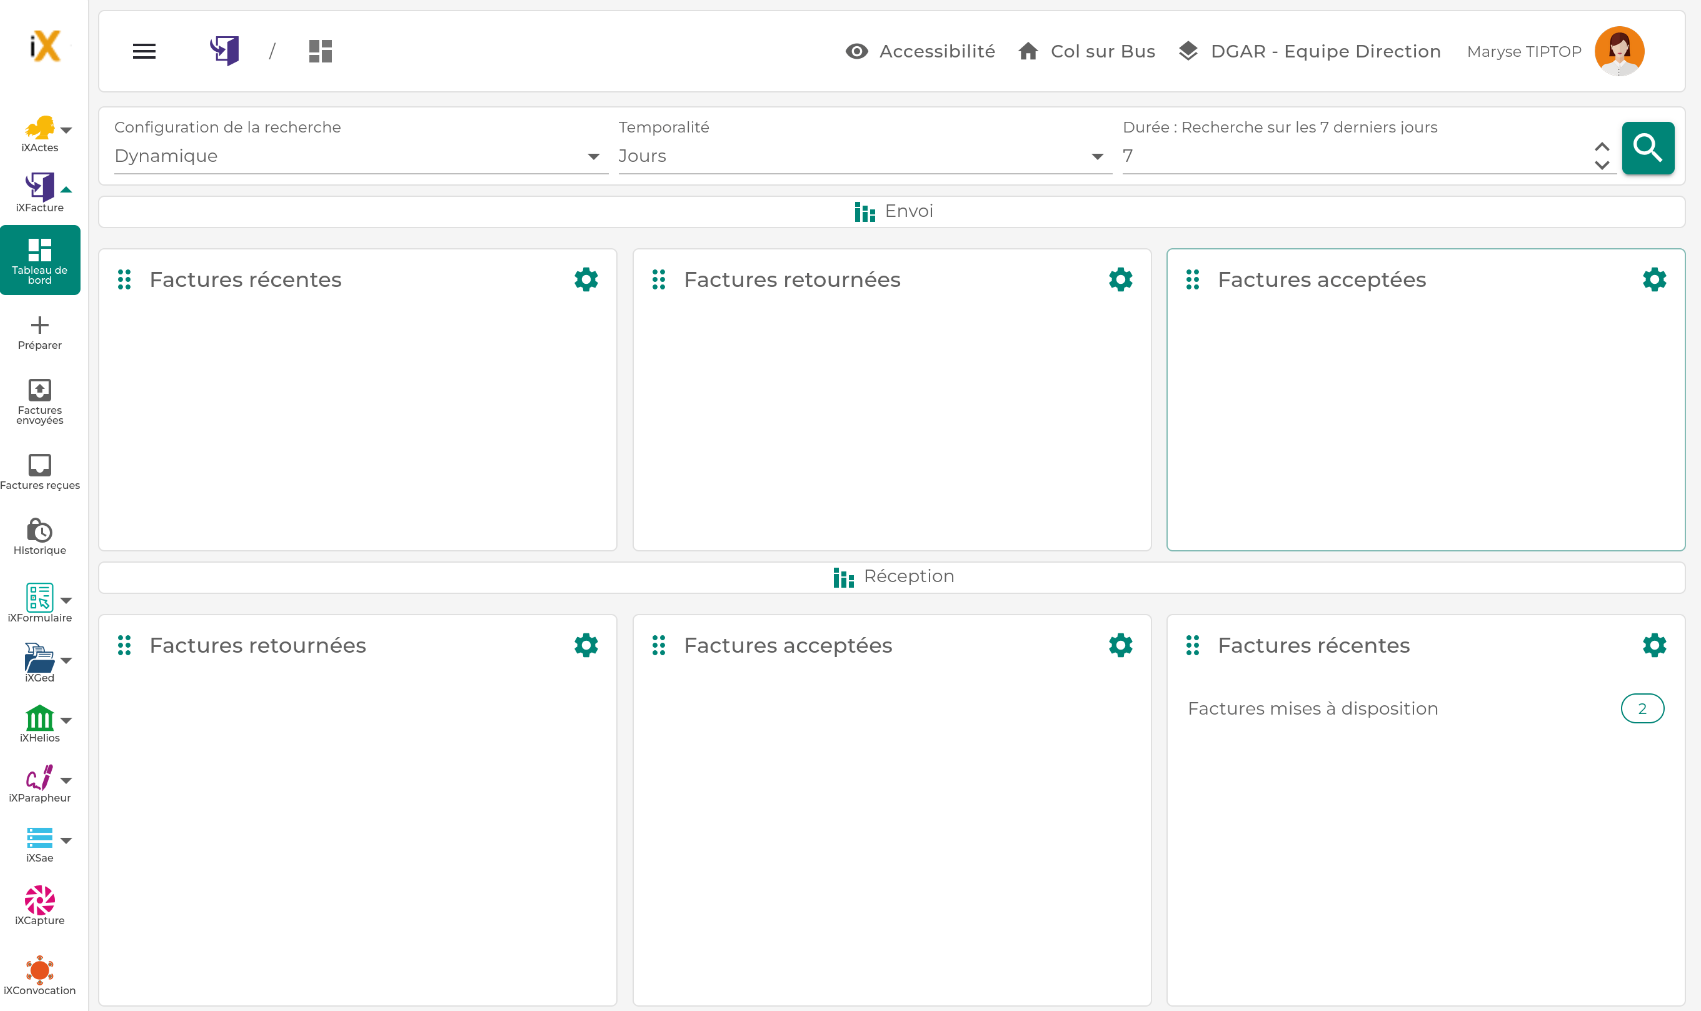 iX
/
Accessibilité
Col sur Bus
DGAR - Equipe Direction
Maryse TIPTOP
iXActes
iXFacture
Tableau de
bord
Préparer
Factures
envoyées
Factures reçues
Historique
iXFormulaire
iXGed
iXHelios
iXParapheur
iXSae
iXCapture
iXConvocation
Configuration de la recherche
Dynamique
Temporalité
Jours
Durée : Recherche sur les 7 derniers jours
7
Envoi
Factures récentes
Factures retournées
Factures acceptées
Réception
Factures retournées
Factures acceptées
Factures récentes
Factures mises à disposition
2